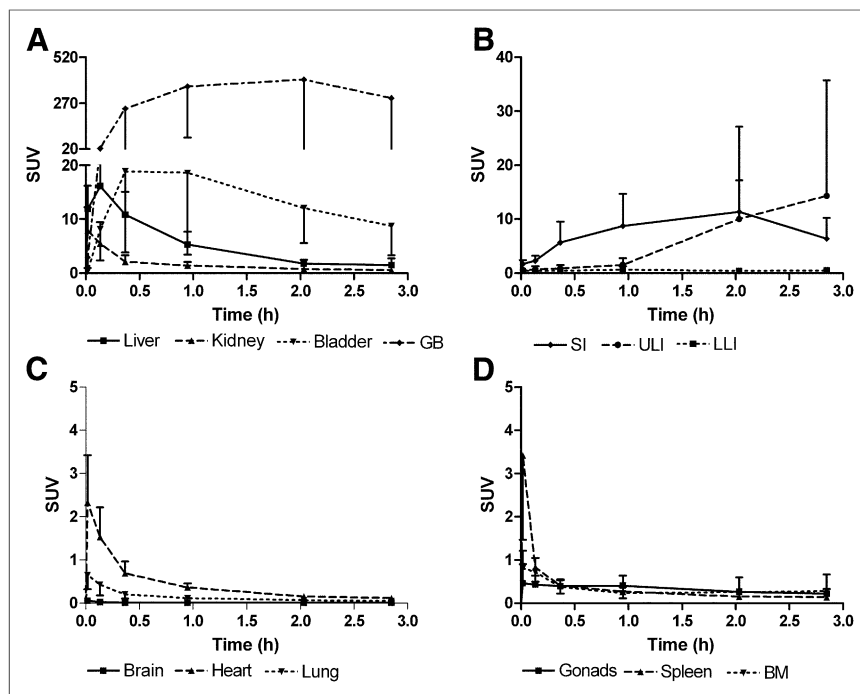 A
520
270
20
20
10
0
SUV
0.0 0.5 1.0 1.5 2.0 2.5 3.0
Time (h)
Liver Kidney Bladder GB
B
40
30
20
10
0
SUV
0.0 0.5 1.0 1.5 2.0 2.5 3.0
Time (h)
SI ULI LLI
C
5
4
3
2
1
0
SUV
0.0 0.5 1.0 1.5 2.0 2.5 3.0
Time (h)
Brain Heart Lung
D
5
4
3
2
1
0
SUV
0.0 0.5 1.0 1.5 2.0 2.5 3.0
Time (h)
Gonads Spleen BM